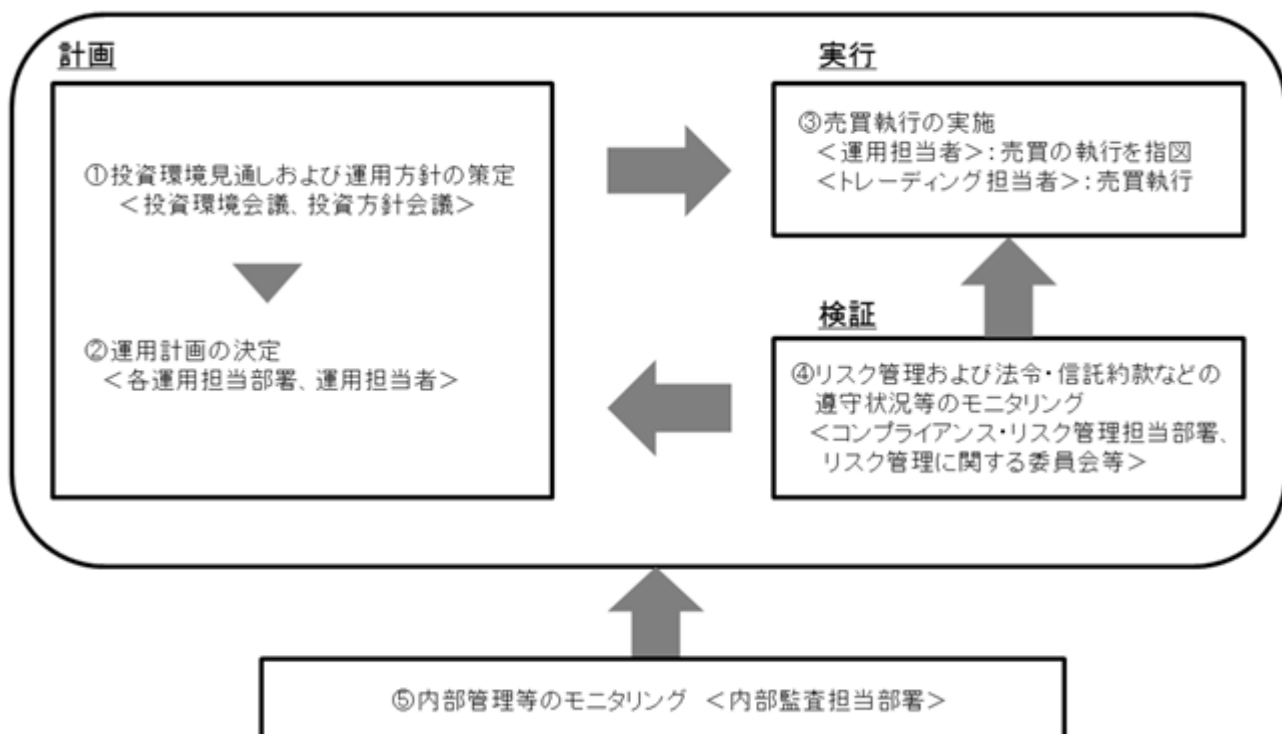 計画
①投資環境見通しおよび運用方針の策定
＜投資環境会議、投資方針会議＞
②運用計画の決定
＜各運用担当部署、運用担当者＞
実行
③売買執行の実施
＜運用担当者＞：売買の執行を指図
＜トレーディング担当者＞：売買執行
検証
④リスク管理および法令・信託約款などの
遵守状況等のモニタリング
＜コンプライアンス・リスク管理担当部署、
リスク管理に関する委員会等＞
⑤内部管理等のモニタリング ＜内部監査担当部署＞